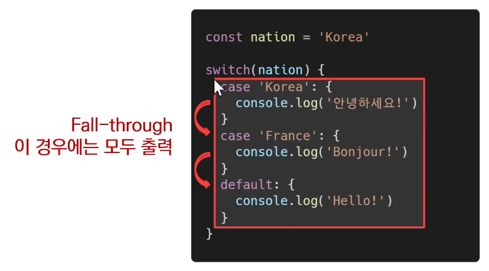 Fall-through
이 경우에는 모두 출력
const nation = 'Korea'
switch(nation) {
case 'Korea': {
console.log('안녕하세요!')
}
case 'France': {
console.log('Bonjour!')
}
default: {
console.log('Hello!')
}
}